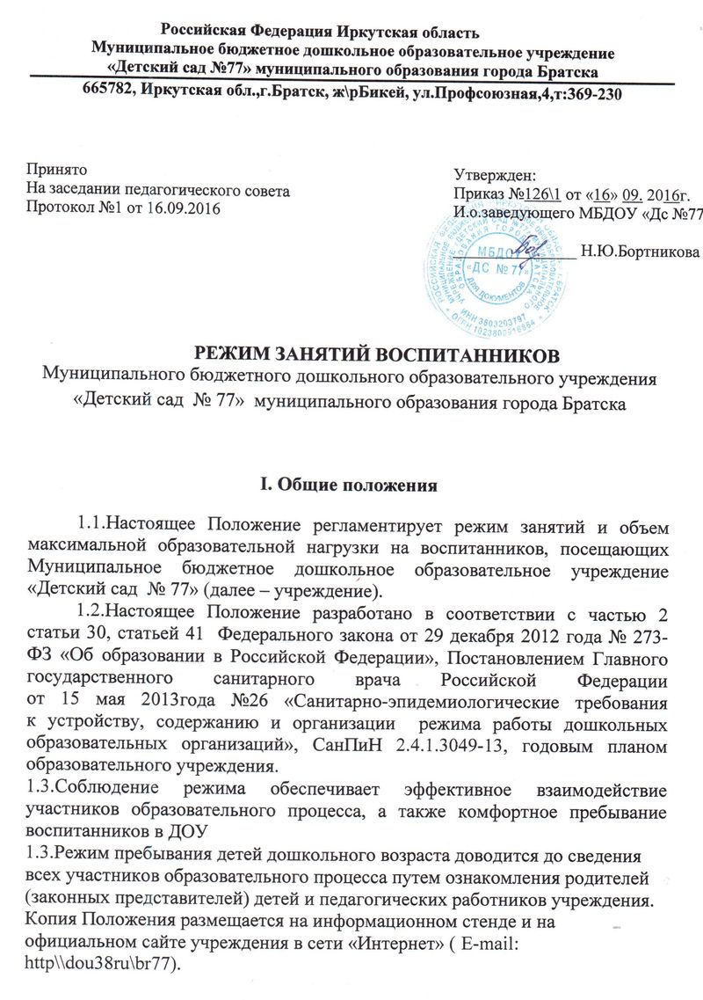 Российская Федерация Иркутская область
Муниципальное бюджетное дошкольное образовательное учреждение
«Детский сад №77» муниципального образования города Братска
665782, Иркутская обл.,г.Братск, ж\рБикей, ул.Профсоюзная,4,т:369-230
Принято
На заседании педагогического совета
Протокол №1 от 16.09.2016
Утвержден:
Приказ №126\1 от «16» 09. 2016г.
И.о.заведующего МБДОУ «Дс №77
Н.Ю.Бортникова
МБДОУ
«ДС № 77»
ДЛЯ ДОКУМЕНТОВ
ИНН 3803203797
РЕЖИМ ЗАНЯТИЙ ВОСПИТАННИКОВ
Муниципального бюджетного дошкольного образовательного учреждения
«Детский сад № 77» муниципального образования города Братска
I. Общие положения
1.1.Настоящее Положение регламентирует режим занятий и объем
максимальной образовательной нагрузки на воспитанников, посещающих
Муниципальное бюджетное дошкольное образовательное учреждение
«Детский сад № 77» (далее – учреждение).
1.2.Настоящее Положение разработано в соответствии с частью 2
статьи 30, статьей 41 Федерального закона от 29 декабря 2012 года № 273-
ФЗ «Об образовании в Российской Федерации», Постановлением Главного
государственного санитарного врача Российской Федерации
от 15 мая 2013года №26 «Санитарно-эпидемиологические требования
к устройству, содержанию и организации режима работы дошкольных
образовательных организаций», СанПиН 2.4.1.3049-13, годовым планом
образовательного учреждения.
1.3.Соблюдение режима обеспечивает эффективное взаимодействие
участников образовательного процесса, а также комфортное пребывание
воспитанников в ДОУ
1.3.Режим пребывания детей дошкольного возраста доводится до сведения
всех участников образовательного процесса путем ознакомления родителей
(законных представителей) детей и педагогических работников учреждения.
Копия Положения размещается на информационном стенде и на
официальном сайте учреждения в сети «Интернет» ( E-mail:
http\\dou38ru\br77).